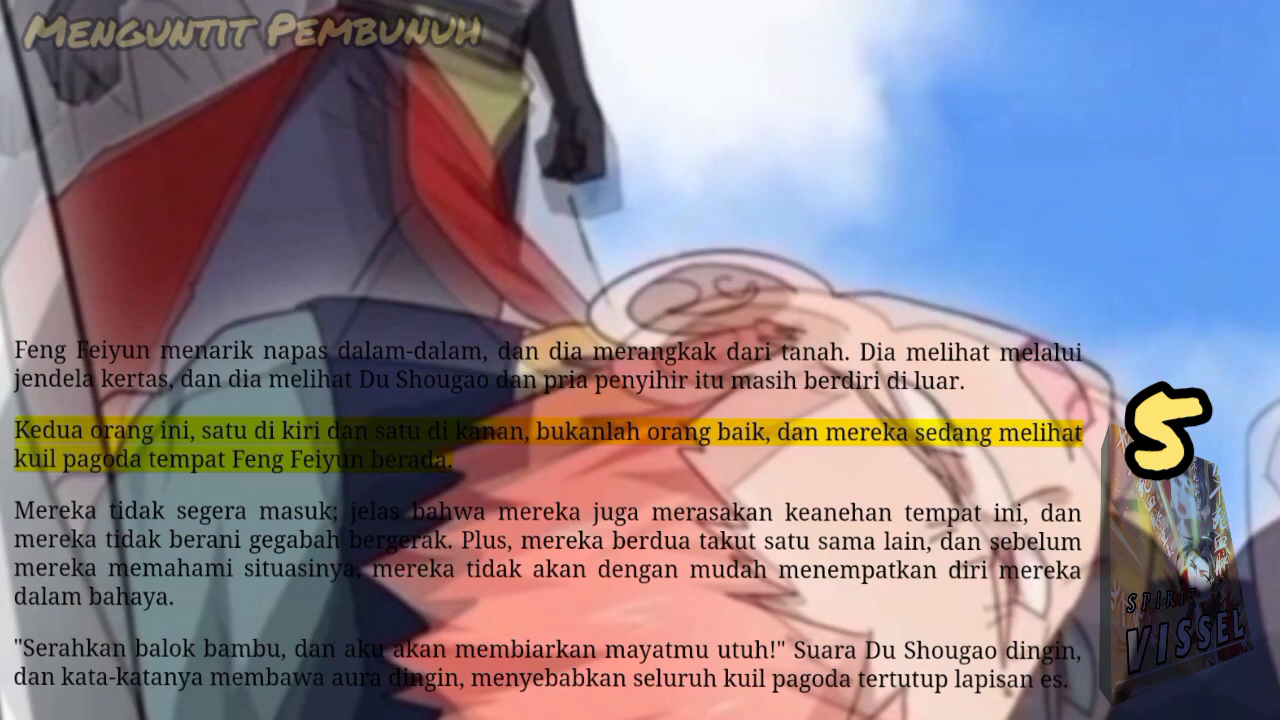 Menguntit Pembunuh
Feng Feiyun menarik napas dalam-dalam, dan dia merangkak dari tanah. Dia melihat melalui
jendela kertas, dan dia melihat Du Shougao dan pria penyihir itu masih berdiri di luar.
Kedua orang ini, satu di kiri dan satu di kanan, bukanlah orang baik, dan mereka sedang melihat
kuil pagoda tempat Feng Feiyun berada.
Mereka tidak segera masuk; jelas bahwa mereka juga merasakan keanehan tempat ini, dan
mereka tidak berani gegabah bergerak. Plus, mereka berdua takut satu sama lain, dan sebelum
mereka memahami situasinya, mereka tidak akan dengan mudah menempatkan diri mereka
dalam bahaya.
"Serahkan balok bambu, dan aku akan membiarkan mayatmu utuh!" Suara Du Shougao dingin,
dan kata-katanya membawa aura dingin, menyebabkan seluruh kuil pagoda tertutup lapisan es.
S
SPIRIT
VISSEL